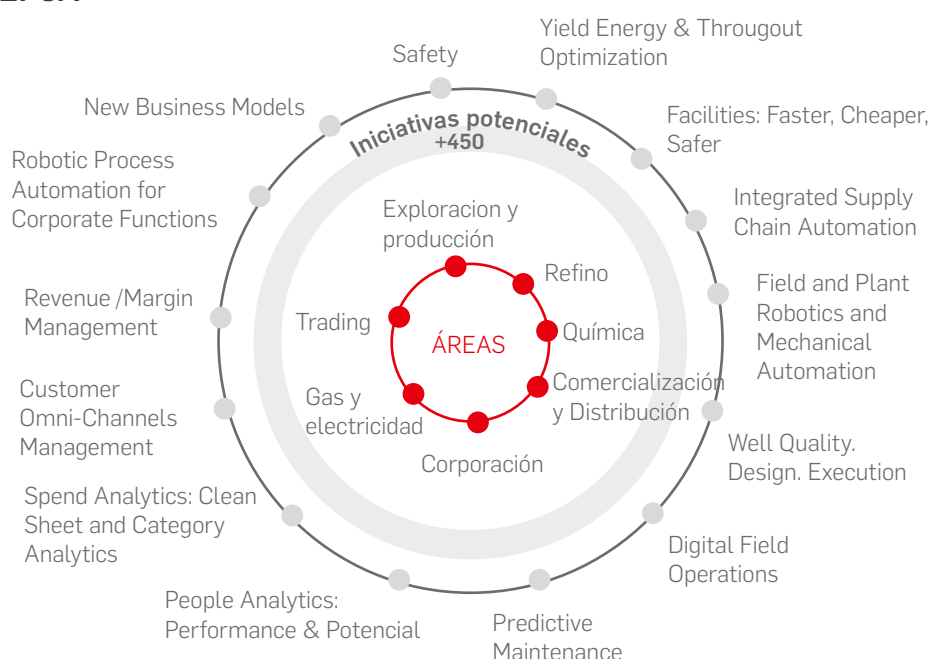 Yield Energy & Througout
Optimization
Safety
New Business Models
Facilities: Faster, Cheaper,
Safer
Iniciativas potenciales
+450
Robotic Process
Automation for
Corporate Functions
Integrated Supply
Chain Automation
Exploracion y
producción
Refino
Field and Plant
Robotics and
Mechanical
Automation
Revenue /Margin
Management
Trading
ÁREAS
Química
Customer
Omni-Channels
Management
Gas y
electricidad
Comercialización
y Distribución
Well Quality.
Design. Execution
Corporación
Spend Analytics: Clean
Sheet and Category
Analytics
Digital Field
Operations
People Analytics:
Performance & Potencial
Predictive
Maintenance